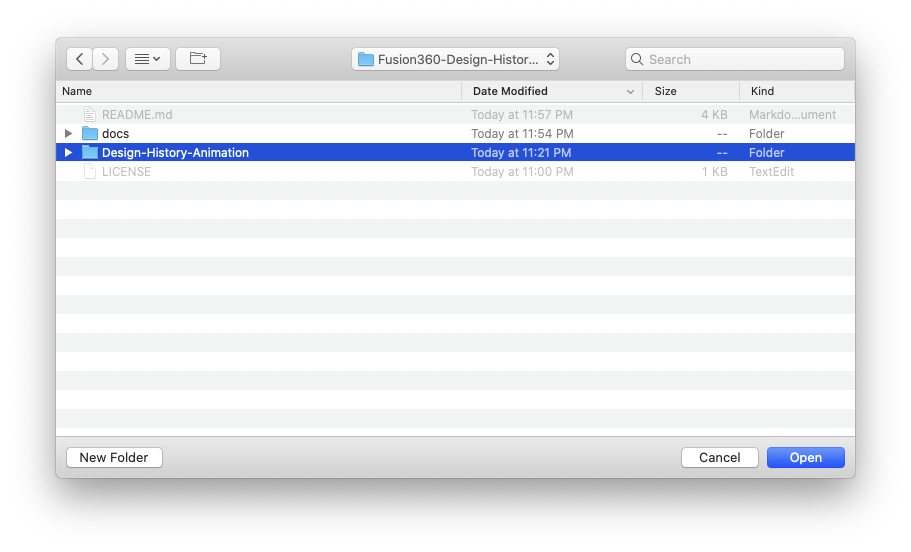 Fusion360-Design-Histor... Search
Name Date Modified Size Kind
README.md Today at 11:57 PM 4 KB Markdo...ument
docs Today at 11:54 PM -- Folder
Design-History-Animation Today at 11:21 PM -- Folder
LICENSE Today at 11:00 PM 1 KB TextEdit
New Folder Cancel Open